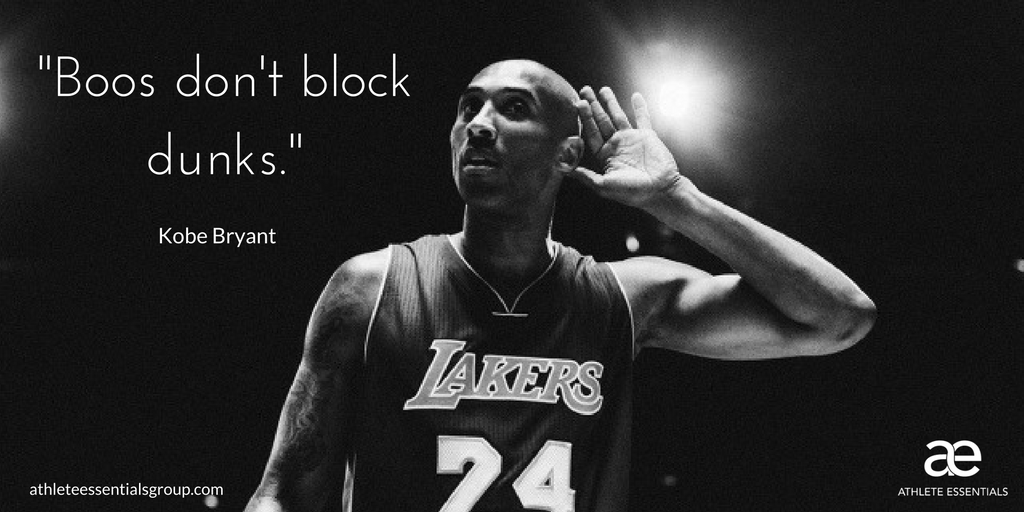 "Boos don't block
dunks."
Kobe Bryant
LAKERS
24
athleteessentialsgroup.com
ae
ATHLETE ESSENTIALS